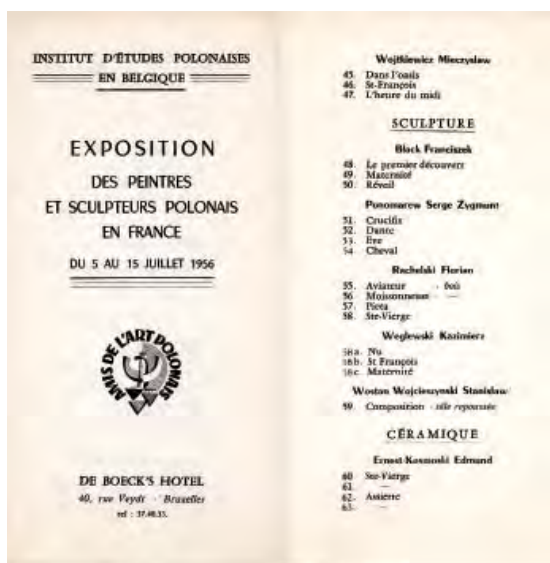 INSTITUT D'ÉTUDES POLONAISES
EN BELGIQUE
EXPOSITION
DES PEINTRES
ET SCULPTEURS POLONAIS
EN FRANCE
DU 5 AU 15 JUILLET 1956
AMIS DE L'ART POLONAIS
DE BOECK'S HOTEL
40, rue Veydt - Bruxelles
tel : 37.40.33.
Wojtkiewicz Mieczyslaw
45. Dans l'oasis
46. St-François
47. L'heure du midi
SCULPTURE
Block Franciszek
48. Le premier découvert
49. Maternité
50. Réveil
Ponomarew Serge Zygmunt
51. Crucifix
52. Dante
53. Eve
54 Cheval
Rachelski Florian
55. Aviateur - bois
56 Moissonneuse - —
57. Pieta
58. Ste-Vierge
Weglewski Kazimierz
58a. Nu
58b. St François
58c. Maternité
Wostan Wojcieszynski Stanislaw
59. Composition - tôle repoussée
CÉRAMIQUE
Ernest-Kosmoski Edmund
60 Ste-Vierge
61. —
62. Assiette
63. —